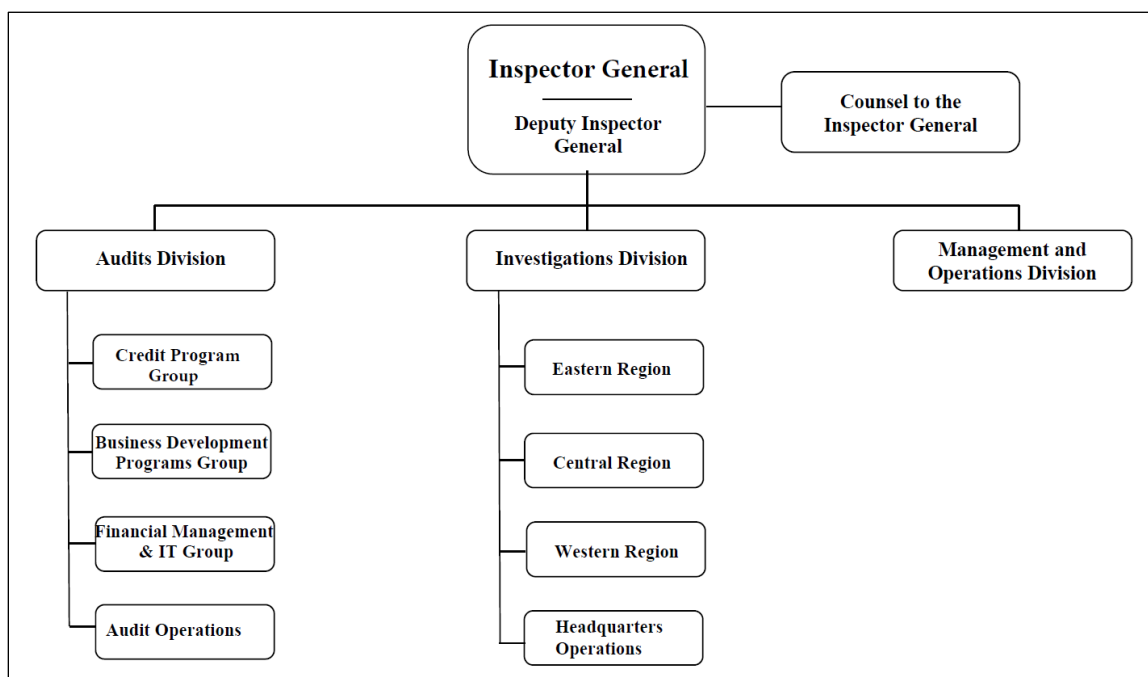 Inspector General
Deputy Inspector
General
Counsel to the
Inspector General
Audits Division
Investigations Division
Management and
Operations Division
Credit Program
Group
Business Development
Programs Group
Financial Management
& IT Group
Audit Operations
Eastern Region
Central Region
Western Region
Headquarters
Operations